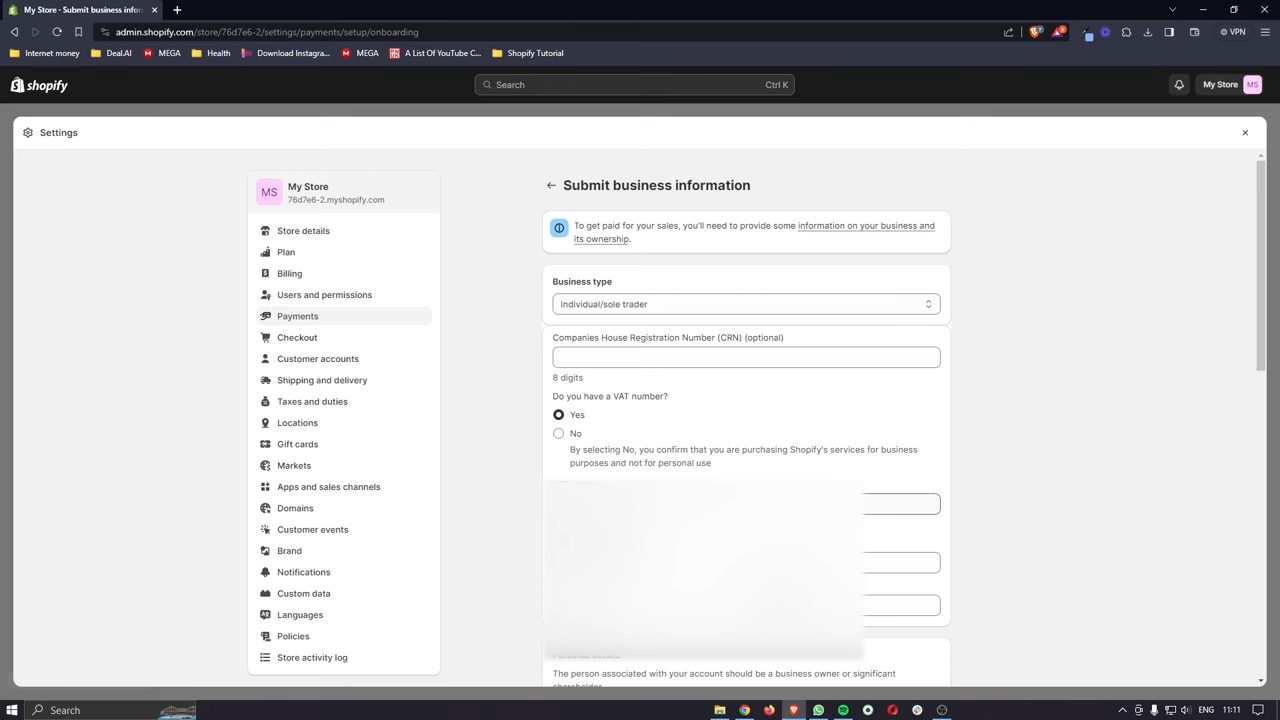 My Store - Submit business infor
admin.shopify.com/store/76d7e6-2/settings/payments/setup/onboarding
VPN
Internet money
Deal.AI
MEGA
Health
Download Instagra...
MEGA
A List Of YouTube C...
Shopify Tutorial
shopify
Search
Ctrl K
My Store
MS
Settings
MS
My Store
76d7e6-2.myshopify.com
Store details
Plan
Billing
Users and permissions
Payments
Checkout
Customer accounts
Shipping and delivery
Taxes and duties
Locations
Gift cards
Markets
Apps and sales channels
Domains
Customer events
Brand
Notifications
Custom data
Languages
Policies
Store activity log
Submit business information
To get paid for your sales, you'll need to provide some information on your business and
its ownership.
Business type
Individual/sole trader
Companies House Registration Number (CRN) (optional)
8 digits
Do you have a VAT number?
Yes
No
By selecting No, you confirm that you are purchasing Shopify's services for business
purposes and not for personal use
Personal Details
The person associated with your account should be a business owner or significant
shareholder.
Search
ENG
11:11